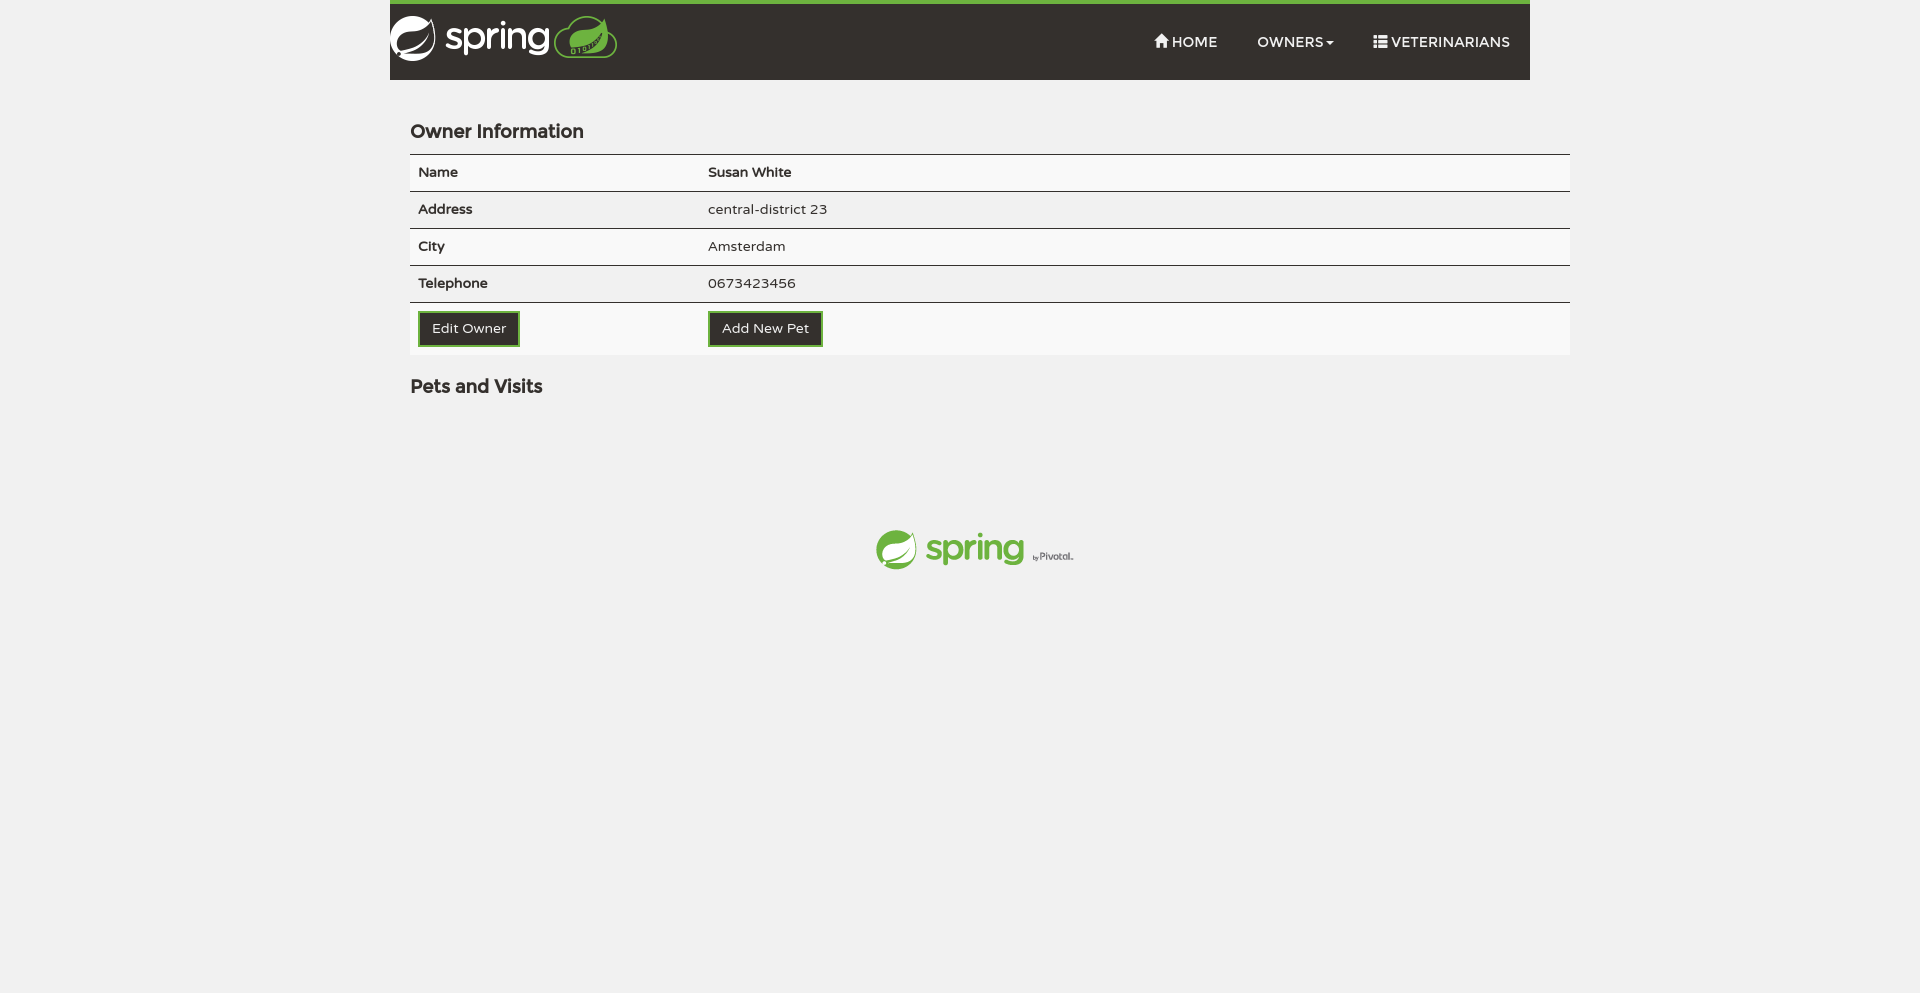 spring
HOME OWNERS VETERINARIANS
Owner Information
Name Susan White
Address central-district 23
City Amsterdam
Telephone 0673423456
Edit Owner Add New Pet
Pets and Visits
spring by Pivotal